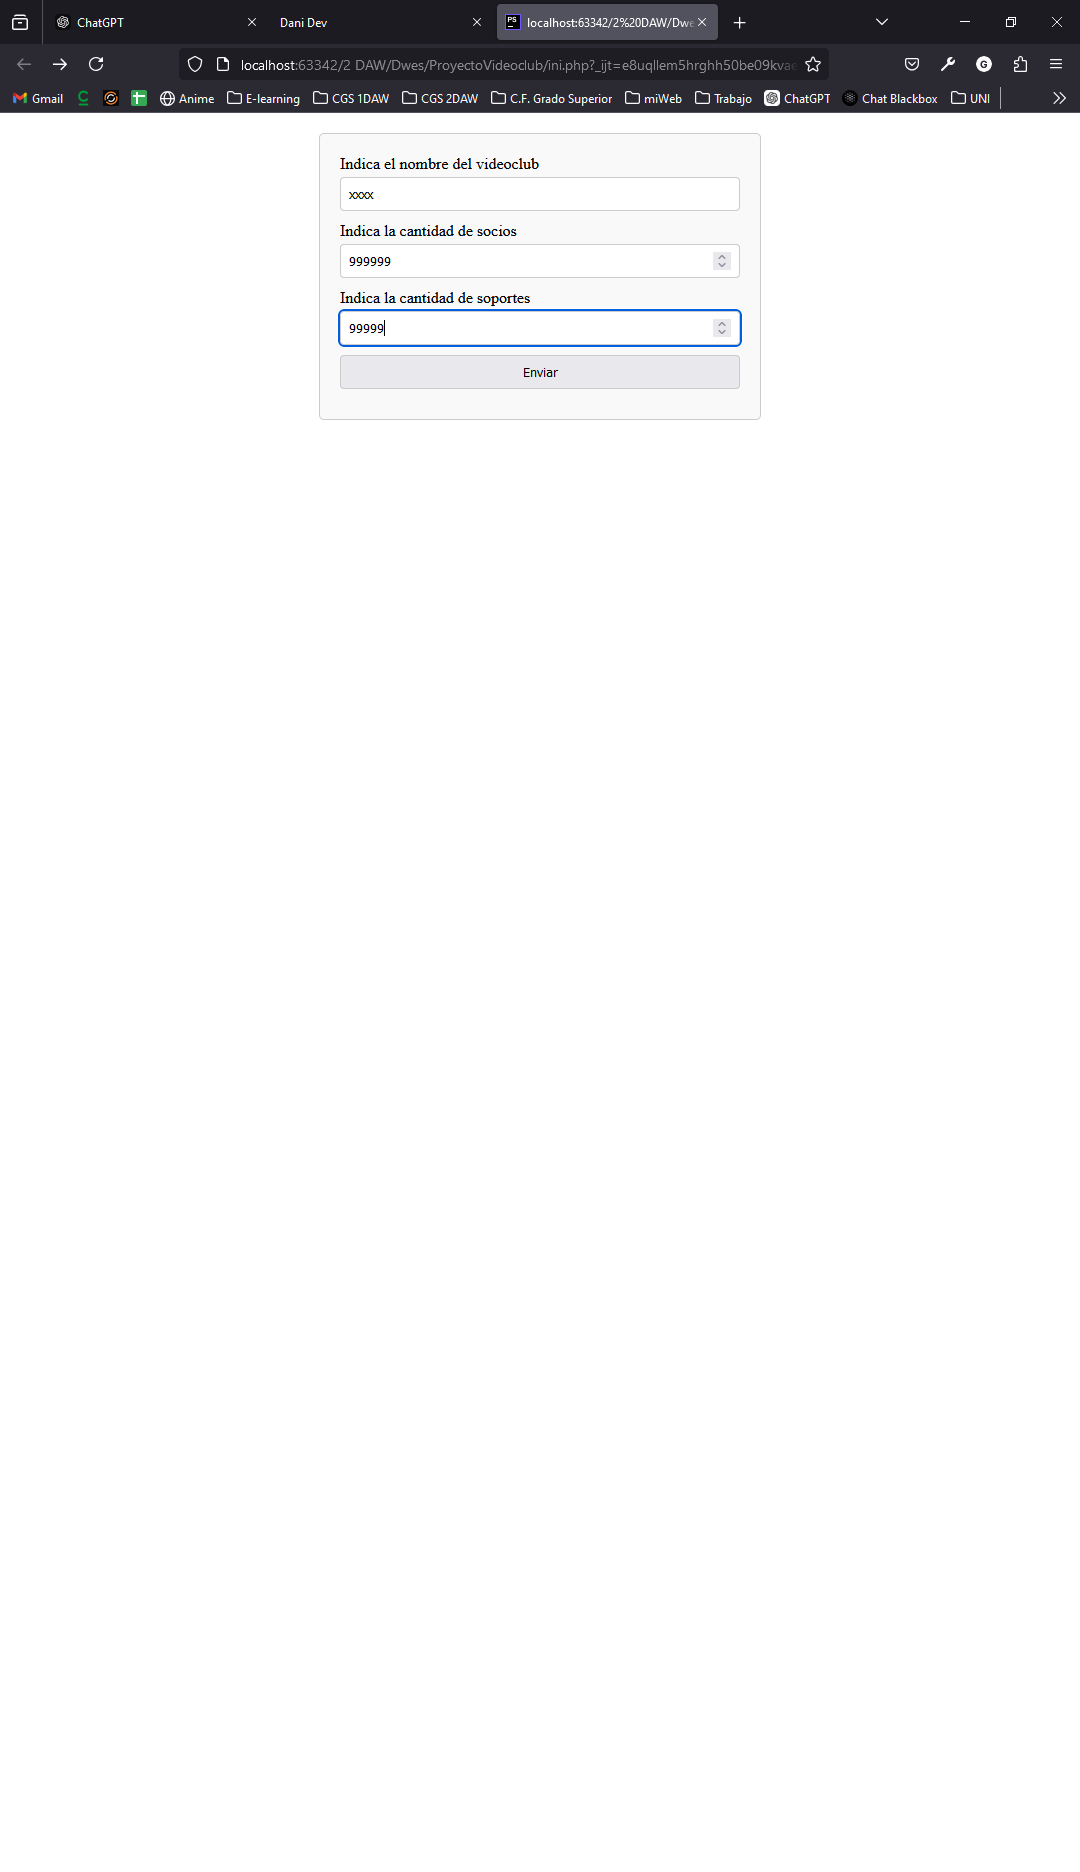 ChatGPT
Dani Dev
PS
localhost:63342/2%20DAW/Dwe
localhost:63342/2 DAW/Dwes/ProyectoVideoclub/ini.php?_ijt=e8uqllem5hrghh50be09kvae
G
Gmail
Anime
E-learning
CGS 1DAW
CGS 2DAW
C.F. Grado Superior
miWeb
Trabajo
ChatGPT
Chat Blackbox
UNI
Indica el nombre del videoclub
xxxx
Indica la cantidad de socios
999999
Indica la cantidad de soportes
99999
Enviar